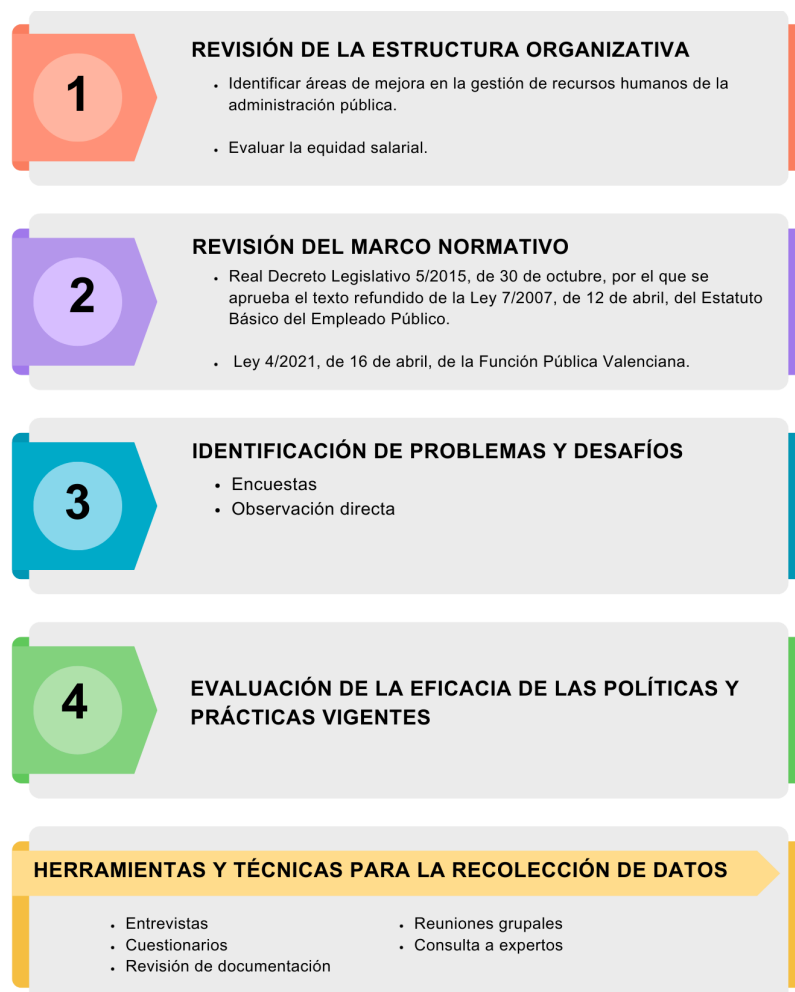 1
REVISIÓN DE LA ESTRUCTURA ORGANIZATIVA
• Identificar áreas de mejora en la gestión de recursos humanos de la
administración pública.
• Evaluar la equidad salarial.
2
REVISIÓN DEL MARCO NORMATIVO
• Real Decreto Legislativo 5/2015, de 30 de octubre, por el que se
aprueba el texto refundido de la Ley 7/2007, de 12 de abril, del Estatuto
Básico del Empleado Público.
• Ley 4/2021, de 16 de abril, de la Función Pública Valenciana.
3
IDENTIFICACIÓN DE PROBLEMAS Y DESAFÍOS
• Encuestas
• Observación directa
4
EVALUACIÓN DE LA EFICACIA DE LAS POLÍTICAS Y
PRÁCTICAS VIGENTES
HERRAMIENTAS Y TÉCNICAS PARA LA RECOLECCIÓN DE DATOS
• Entrevistas
• Cuestionarios
• Revisión de documentación
• Reuniones grupales
• Consulta a expertos